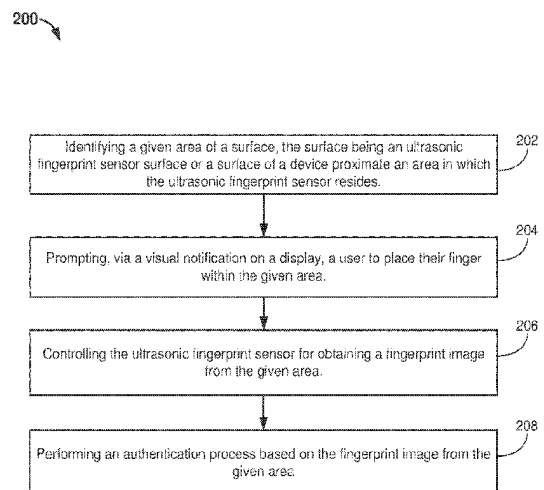 200
202
Identifying a given area of a surface, the surface being an ultrasonic
fingerprint sensor surface or a surface of a device proximate an area in which
the ultrasonic fingerprint sensor resides.
204
Prompting, via a visual notification on a display, a user to place their finger
within the given area.
206
Controlling the ultrasonic fingerprint sensor for obtaining a fingerprint image
from the given area.
208
Performing an authentication process based on the fingerprint image from the
given area